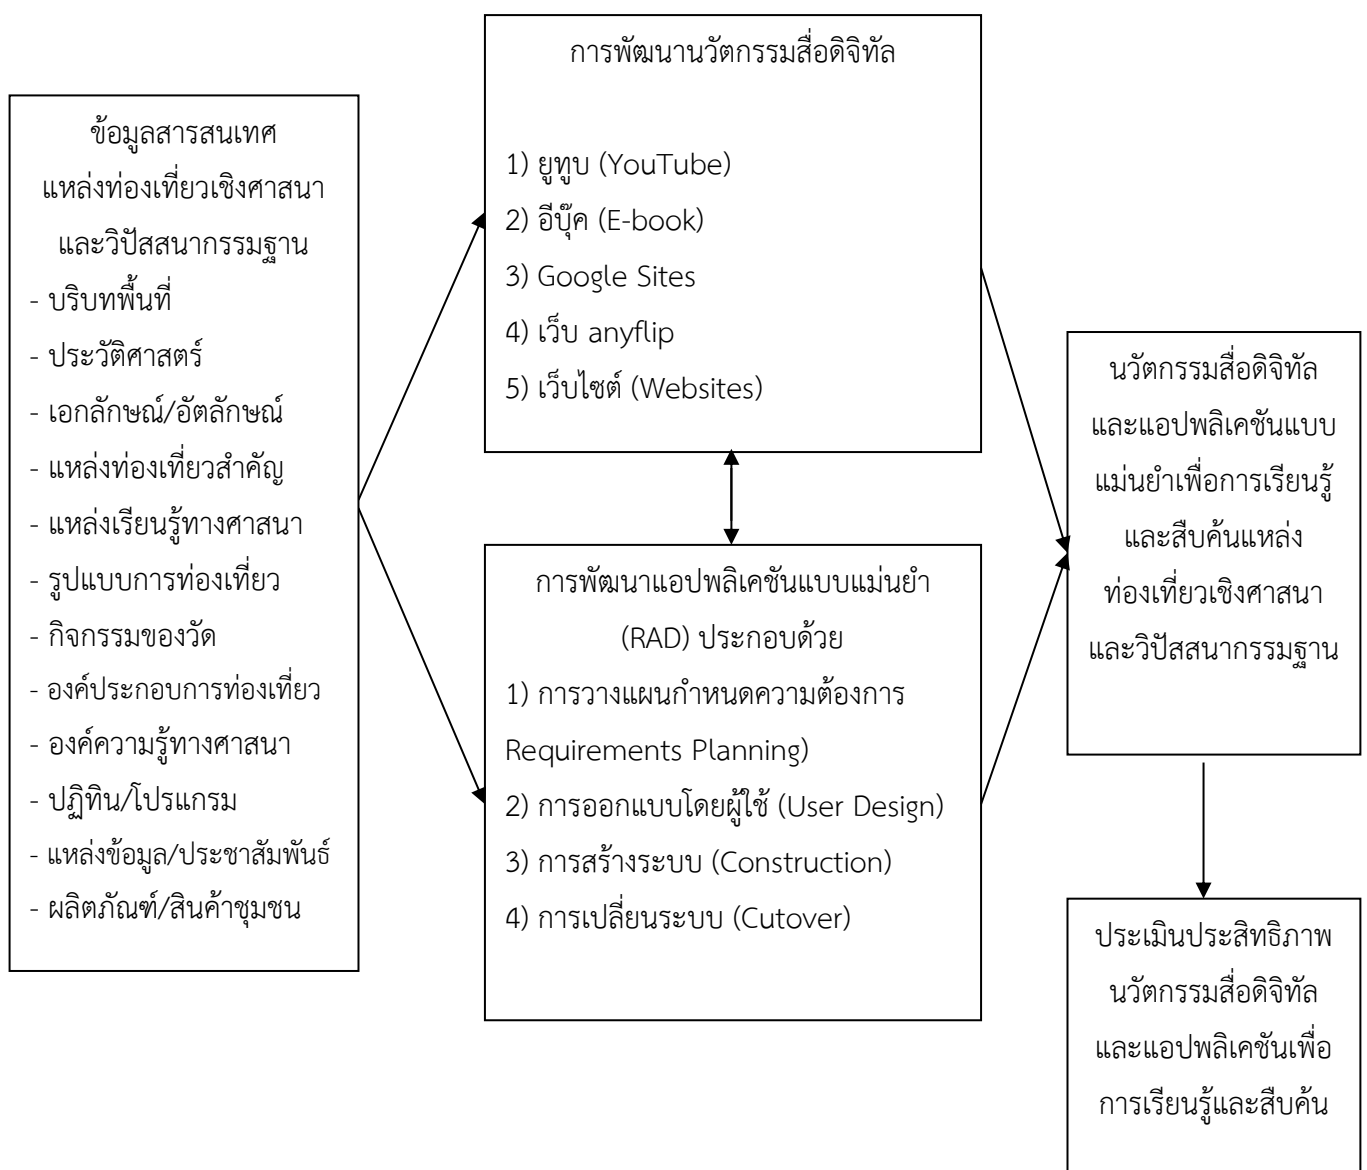 ข้อมูลสารสนเทศ
แหล่งท่องเที่ยวเชิงศาสนา
และวิปัสสนากรรมฐาน
- บริบทพื้นที่
- ประวัติศาสตร์
- เอกลักษณ์/อัตลักษณ์
- แหล่งท่องเที่ยวสำคัญ
- แหล่งเรียนรู้ทางศาสนา
- รูปแบบการท่องเที่ยว
- กิจกรรมของวัด
- องค์ประกอบการท่องเที่ยว
- องค์ความรู้ทางศาสนา
- ปฏิทิน/โปรแกรม
- แหล่งข้อมูล/ประชาสัมพันธ์
- ผลิตภัณฑ์/สินค้าชุมชน
การพัฒนานวัตกรรมสื่อดิจิทัล
1) ยูทูบ (YouTube)
2) อีบุ๊ค (E-book)
3) Google Sites
4) เว็บ anyflip
5) เว็บไซต์ (Websites)
การพัฒนาแอปพลิเคชันแบบแม่นยำ
(RAD) ประกอบด้วย
1) การวางแผนกำหนดความต้องการ
Requirements Planning)
2) การออกแบบโดยผู้ใช้ (User Design)
3) การสร้างระบบ (Construction)
4) การเปลี่ยนระบบ (Cutover)
นวัตกรรมสื่อดิจิทัล
และแอปพลิเคชันแบบ
แม่นยำเพื่อการเรียนรู้
และสืบค้นแหล่ง
ท่องเที่ยวเชิงศาสนา
และวิปัสสนากรรมฐาน
ประเมินประสิทธิภาพ
นวัตกรรมสื่อดิจิทัล
และแอปพลิเคชันเพื่อ
การเรียนรู้และสืบค้น